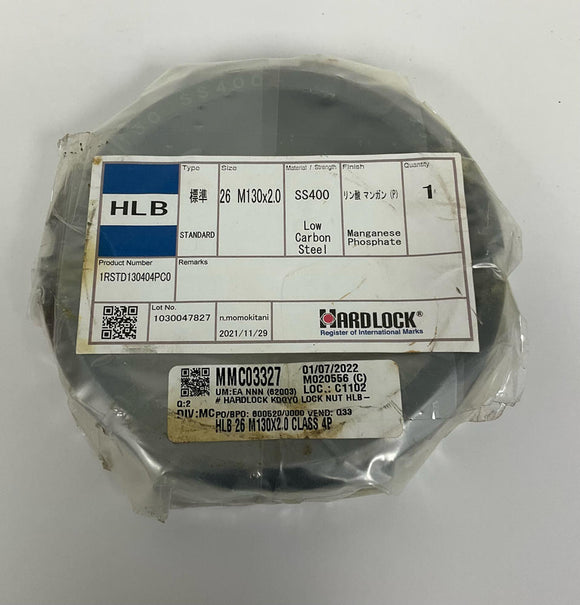 SS400
HLB
Type
標準
STANDARD
Size
26 M130x2.0
Material / Strength
SS400
Low
Carbon
Steel
Finish
リン酸 マンガン (P)
Manganese
Phosphate
Quantity
1
Product Number
1RSTD130404PC0
Remarks
Lot No.
1030047827
n.momokitani
2021/11/29
HARDLOCK®
Register of International Marks
MMC03327
01/07/2022
M020556 (C)
UM:EA NNN (62003)
LOC.: C1102
Q:2
# HARDLOCK KOGYO LOCK NUT HLB-
DIV:MC PO/BPO: 600520/0000 VEND: Q33
HLB 26 M130X2.0 CLASS 4P